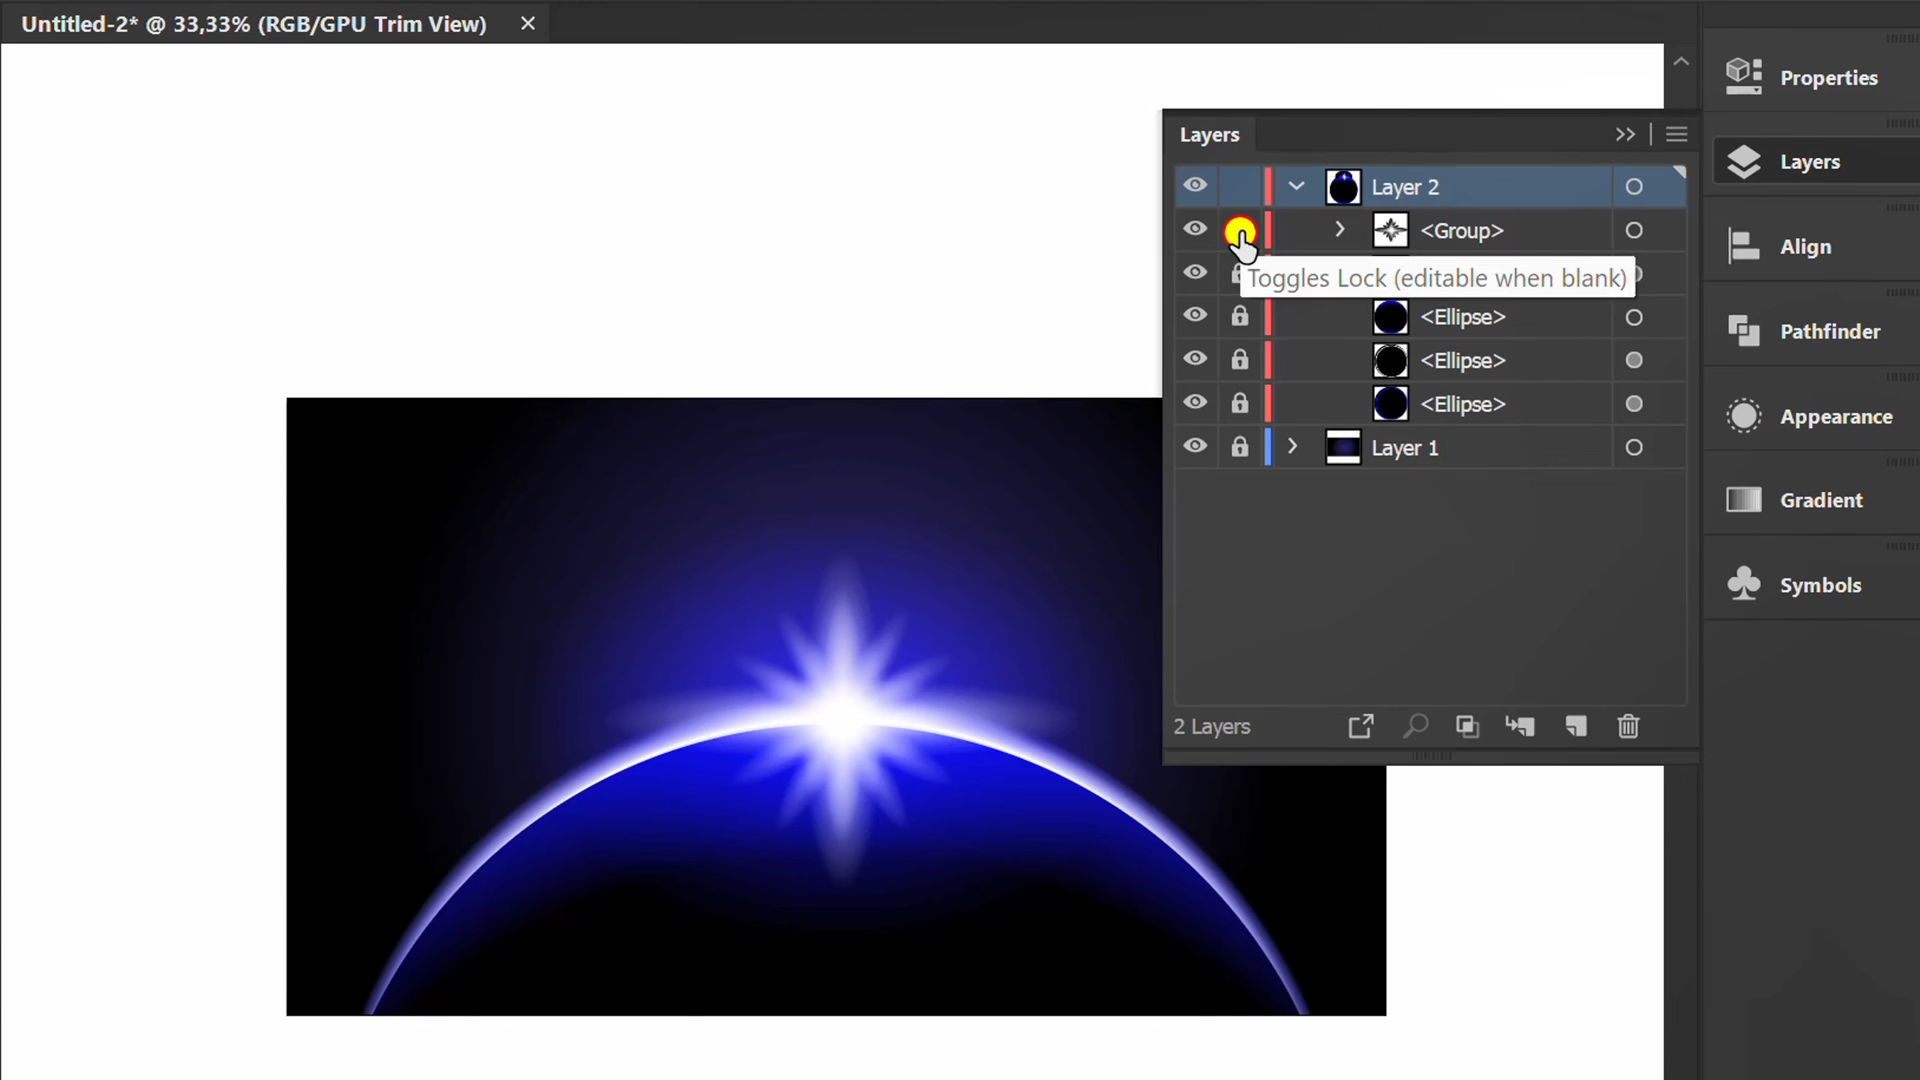 Untitled-2* @ 33,33% (RGB/GPU Trim View)
Layers
Layer 2
<Group>
Toggles Lock (editable when blank)
<Ellipse>
<Ellipse>
<Ellipse>
Layer 1
2 Layers
Properties
Layers
Align
Pathfinder
Appearance
Gradient
Symbols